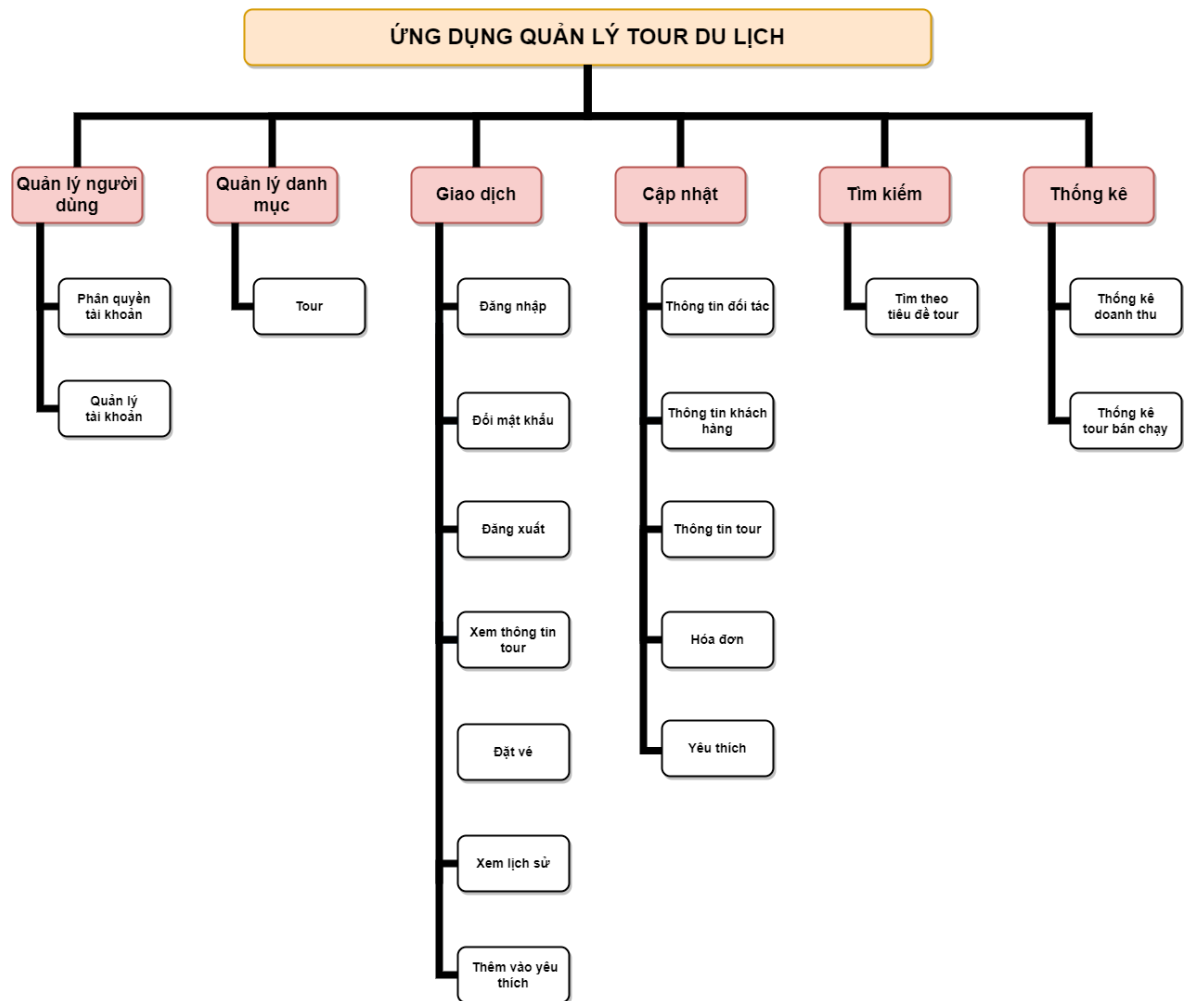 ỨNG DỤNG QUẢN LÝ TOUR DU LỊCH
Quản lý người
dùng
Quản lý danh
mục
Giao dịch
Cập nhật
Tìm kiếm
Thống kê
Phân quyền
tài khoản
Quản lý
tài khoản
Tour
Đăng nhập
Đổi mật khẩu
Đăng xuất
Xem thông tin
tour
Đặt vé
Xem lịch sử
Thêm vào yêu
thích
Thông tin đối tác
Thông tin khách
hàng
Thông tin tour
Hóa đơn
Yêu thích
Tìm theo
tiêu đề tour
Thống kê
doanh thu
Thống kê
tour bán chạy